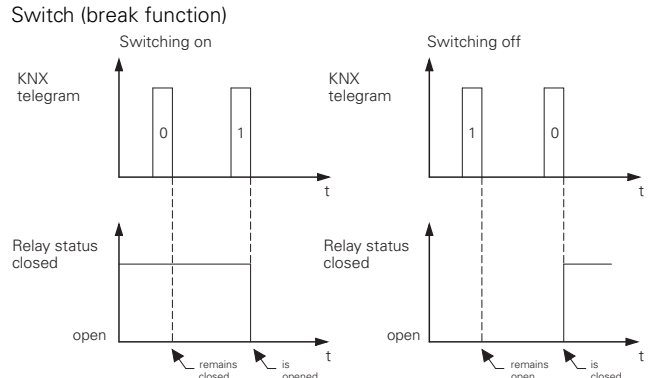 Switch (break function)
Switching on
KNX
telegram
0
1
t
Relay status
closed
open
t
remains
closed
is
opened
Switching off
KNX
telegram
1
0
t
Relay status
closed
open
t
remains
open
is
closed